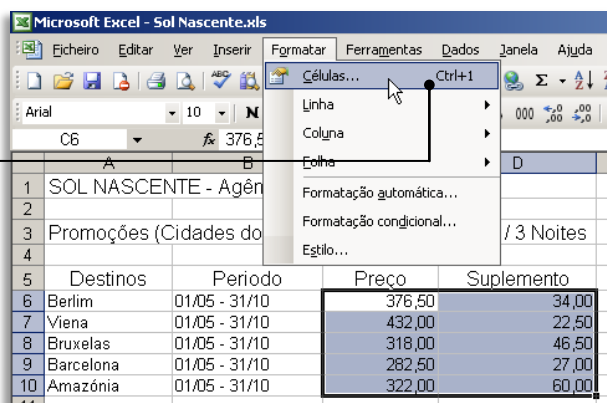 Microsoft Excel - Sol Nascente.xls
Ficheiro Editar Ver Inserir Formatar Ferramentas Dados Janela Ajuda
Células... Ctrl+1
Arial 10 N
Linha
000
C6 fx 376,5
Coluna
Folha
A B D
1 SOL NASCENTE - Agên
Formatação automática...
2
Formatação condicional...
3 Promoções (Cidades do / 3 Noites
4
Estilo...
5 Destinos Periodo Preço Suplemento
6 Berlim 01/05 - 31/10 376,50 34,00
7 Viena 01/05 - 31/10 432,00 22,50
8 Bruxelas 01/05 - 31/10 318,00 46,50
9 Barcelona 01/05 - 31/10 282,50 27,00
10 Amazónia 01/05 - 31/10 322,00 60,00